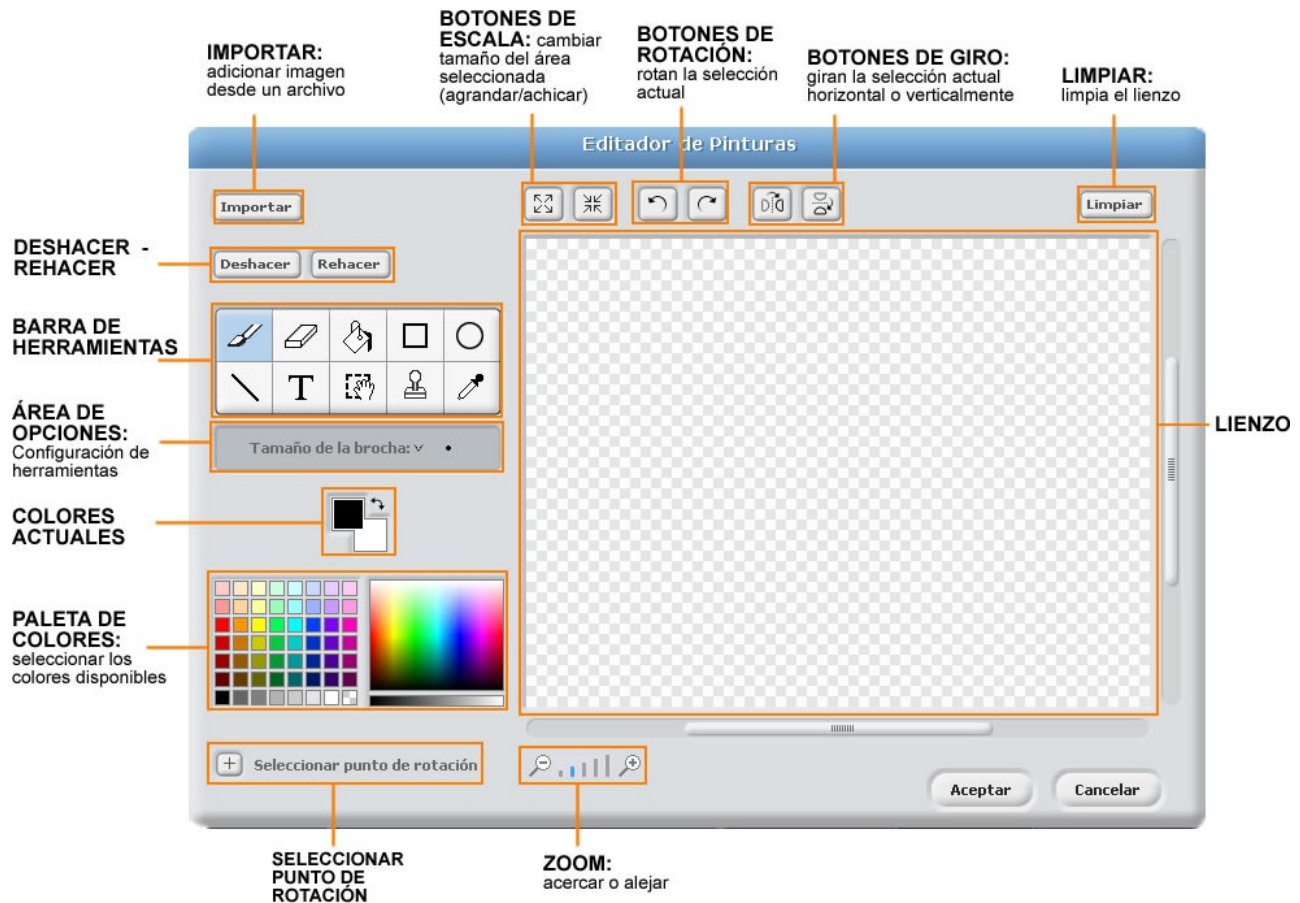 IMPORTAR:
adicionar imagen
desde un archivo
BOTONES DE
ESCALA: cambiar
tamaño del área
seleccionada
(agrandar/achicar)
BOTONES DE
ROTACIÓN:
rotan la selección
actual
BOTONES DE GIRO:
giran la selección actual
horizontal o verticalmente
LIMPIAR:
limpia el lienzo
Editador de Pinturas
Importar
Limpiar
DESHACER -
REHACER
Deshacer
Rehacer
BARRA DE
HERRAMIENTAS
T
ÁREA DE
OPCIONES:
Configuración de
herramientas
Tamaño de la brocha:
LIENZO
COLORES
ACTUALES
PALETA DE
COLORES:
seleccionar los
colores disponibles
Seleccionar punto de rotación
Aceptar
Cancelar
SELECCIONAR
PUNTO DE
ROTACIÓN
ZOOM:
acercar o alejar